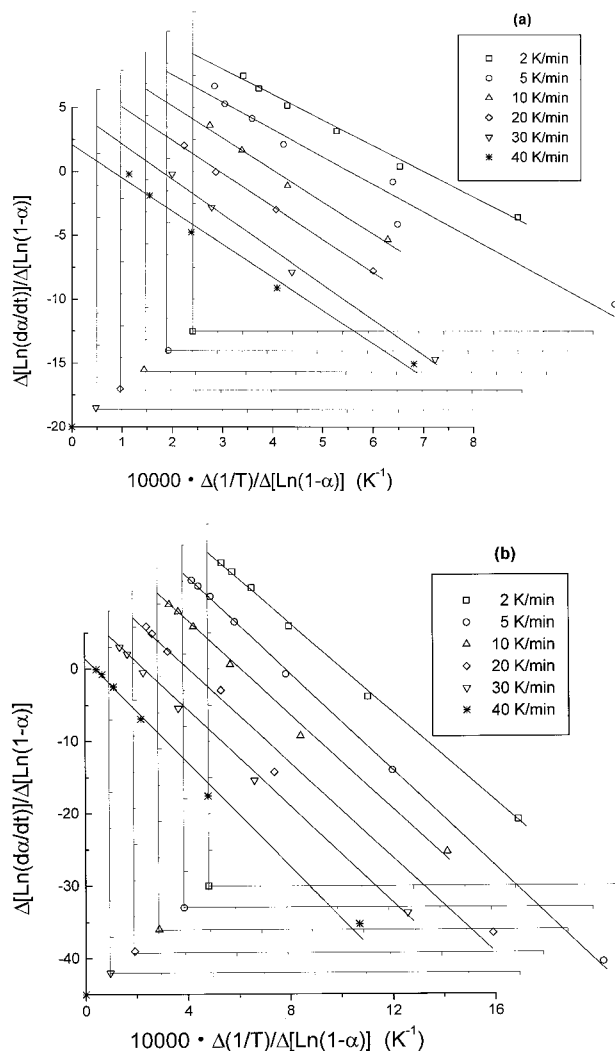 (a)
2 K/min
5 K/min
10 K/min
20 K/min
30 K/min
40 K/min
5
0
-5
-10
-15
-20
Δ[Ln(dα/dt)]/Δ[Ln(1-α)]
0 1 2 3 4 5 6 7 8
10000 • Δ(1/T)/Δ[Ln(1-α)] (K⁻¹)
(b)
2 K/min
5 K/min
10 K/min
20 K/min
30 K/min
40 K/min
0
-10
-20
-30
-40
Δ[Ln(dα/dt)]/Δ[Ln(1-α)]
0 4 8 12 16
10000 • Δ(1/T)/Δ[Ln(1-α)] (K⁻¹)